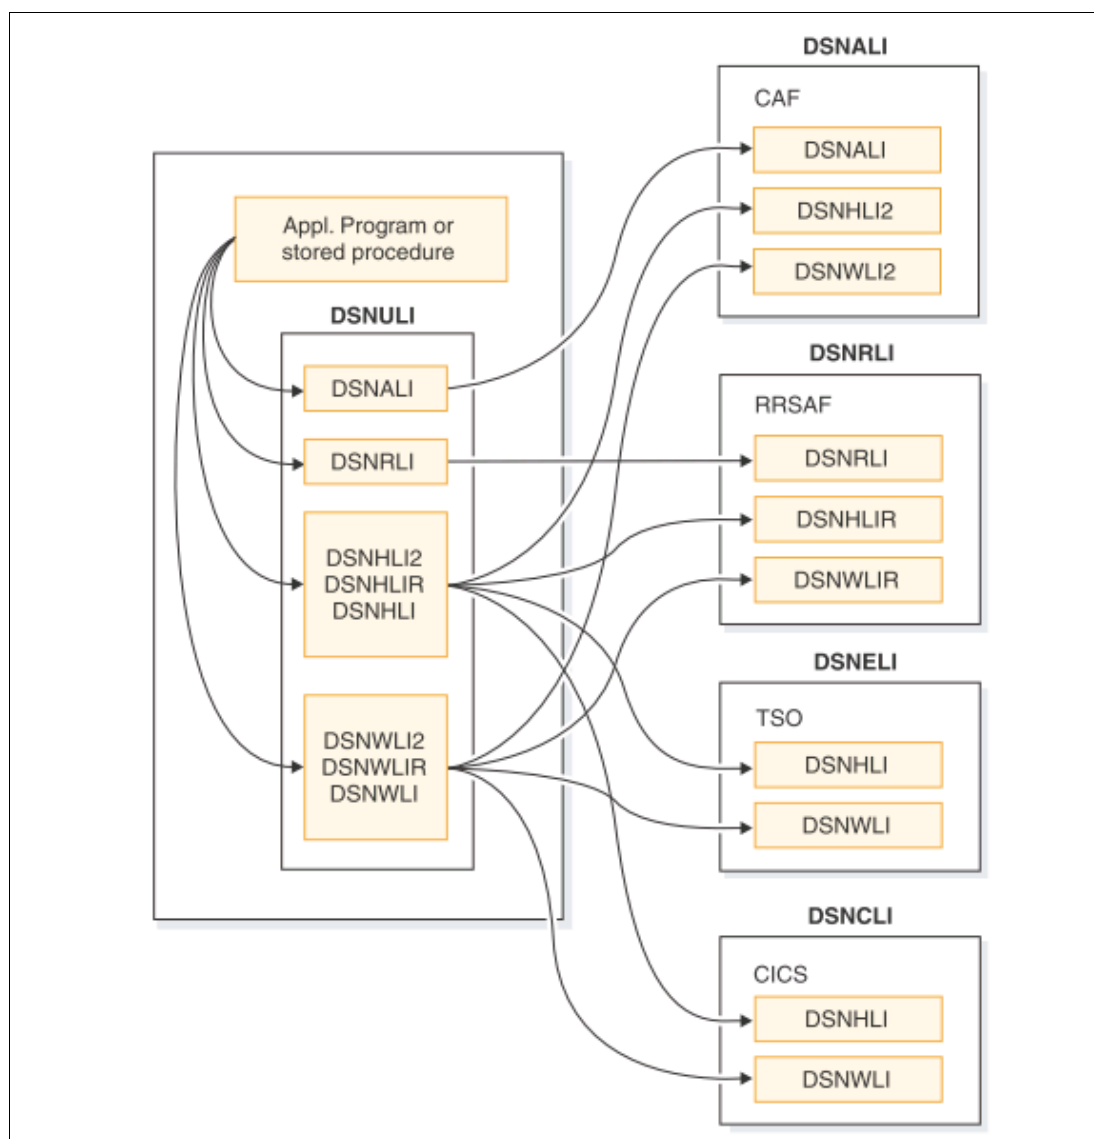 Appl. Program or
stored procedure
DSNULI
DSNALI
DSNRLI
DSNHLI2
DSNHLIR
DSNHLI
DSNWLI2
DSNWLIR
DSNWLI
DSNALI
CAF
DSNALI
DSNHLI2
DSNWLI2
DSNRLI
RRSAF
DSNRLI
DSNHLIR
DSNWLIR
DSNELI
TSO
DSNHLI
DSNWLI
DSNCLI
CICS
DSNHLI
DSNWLI